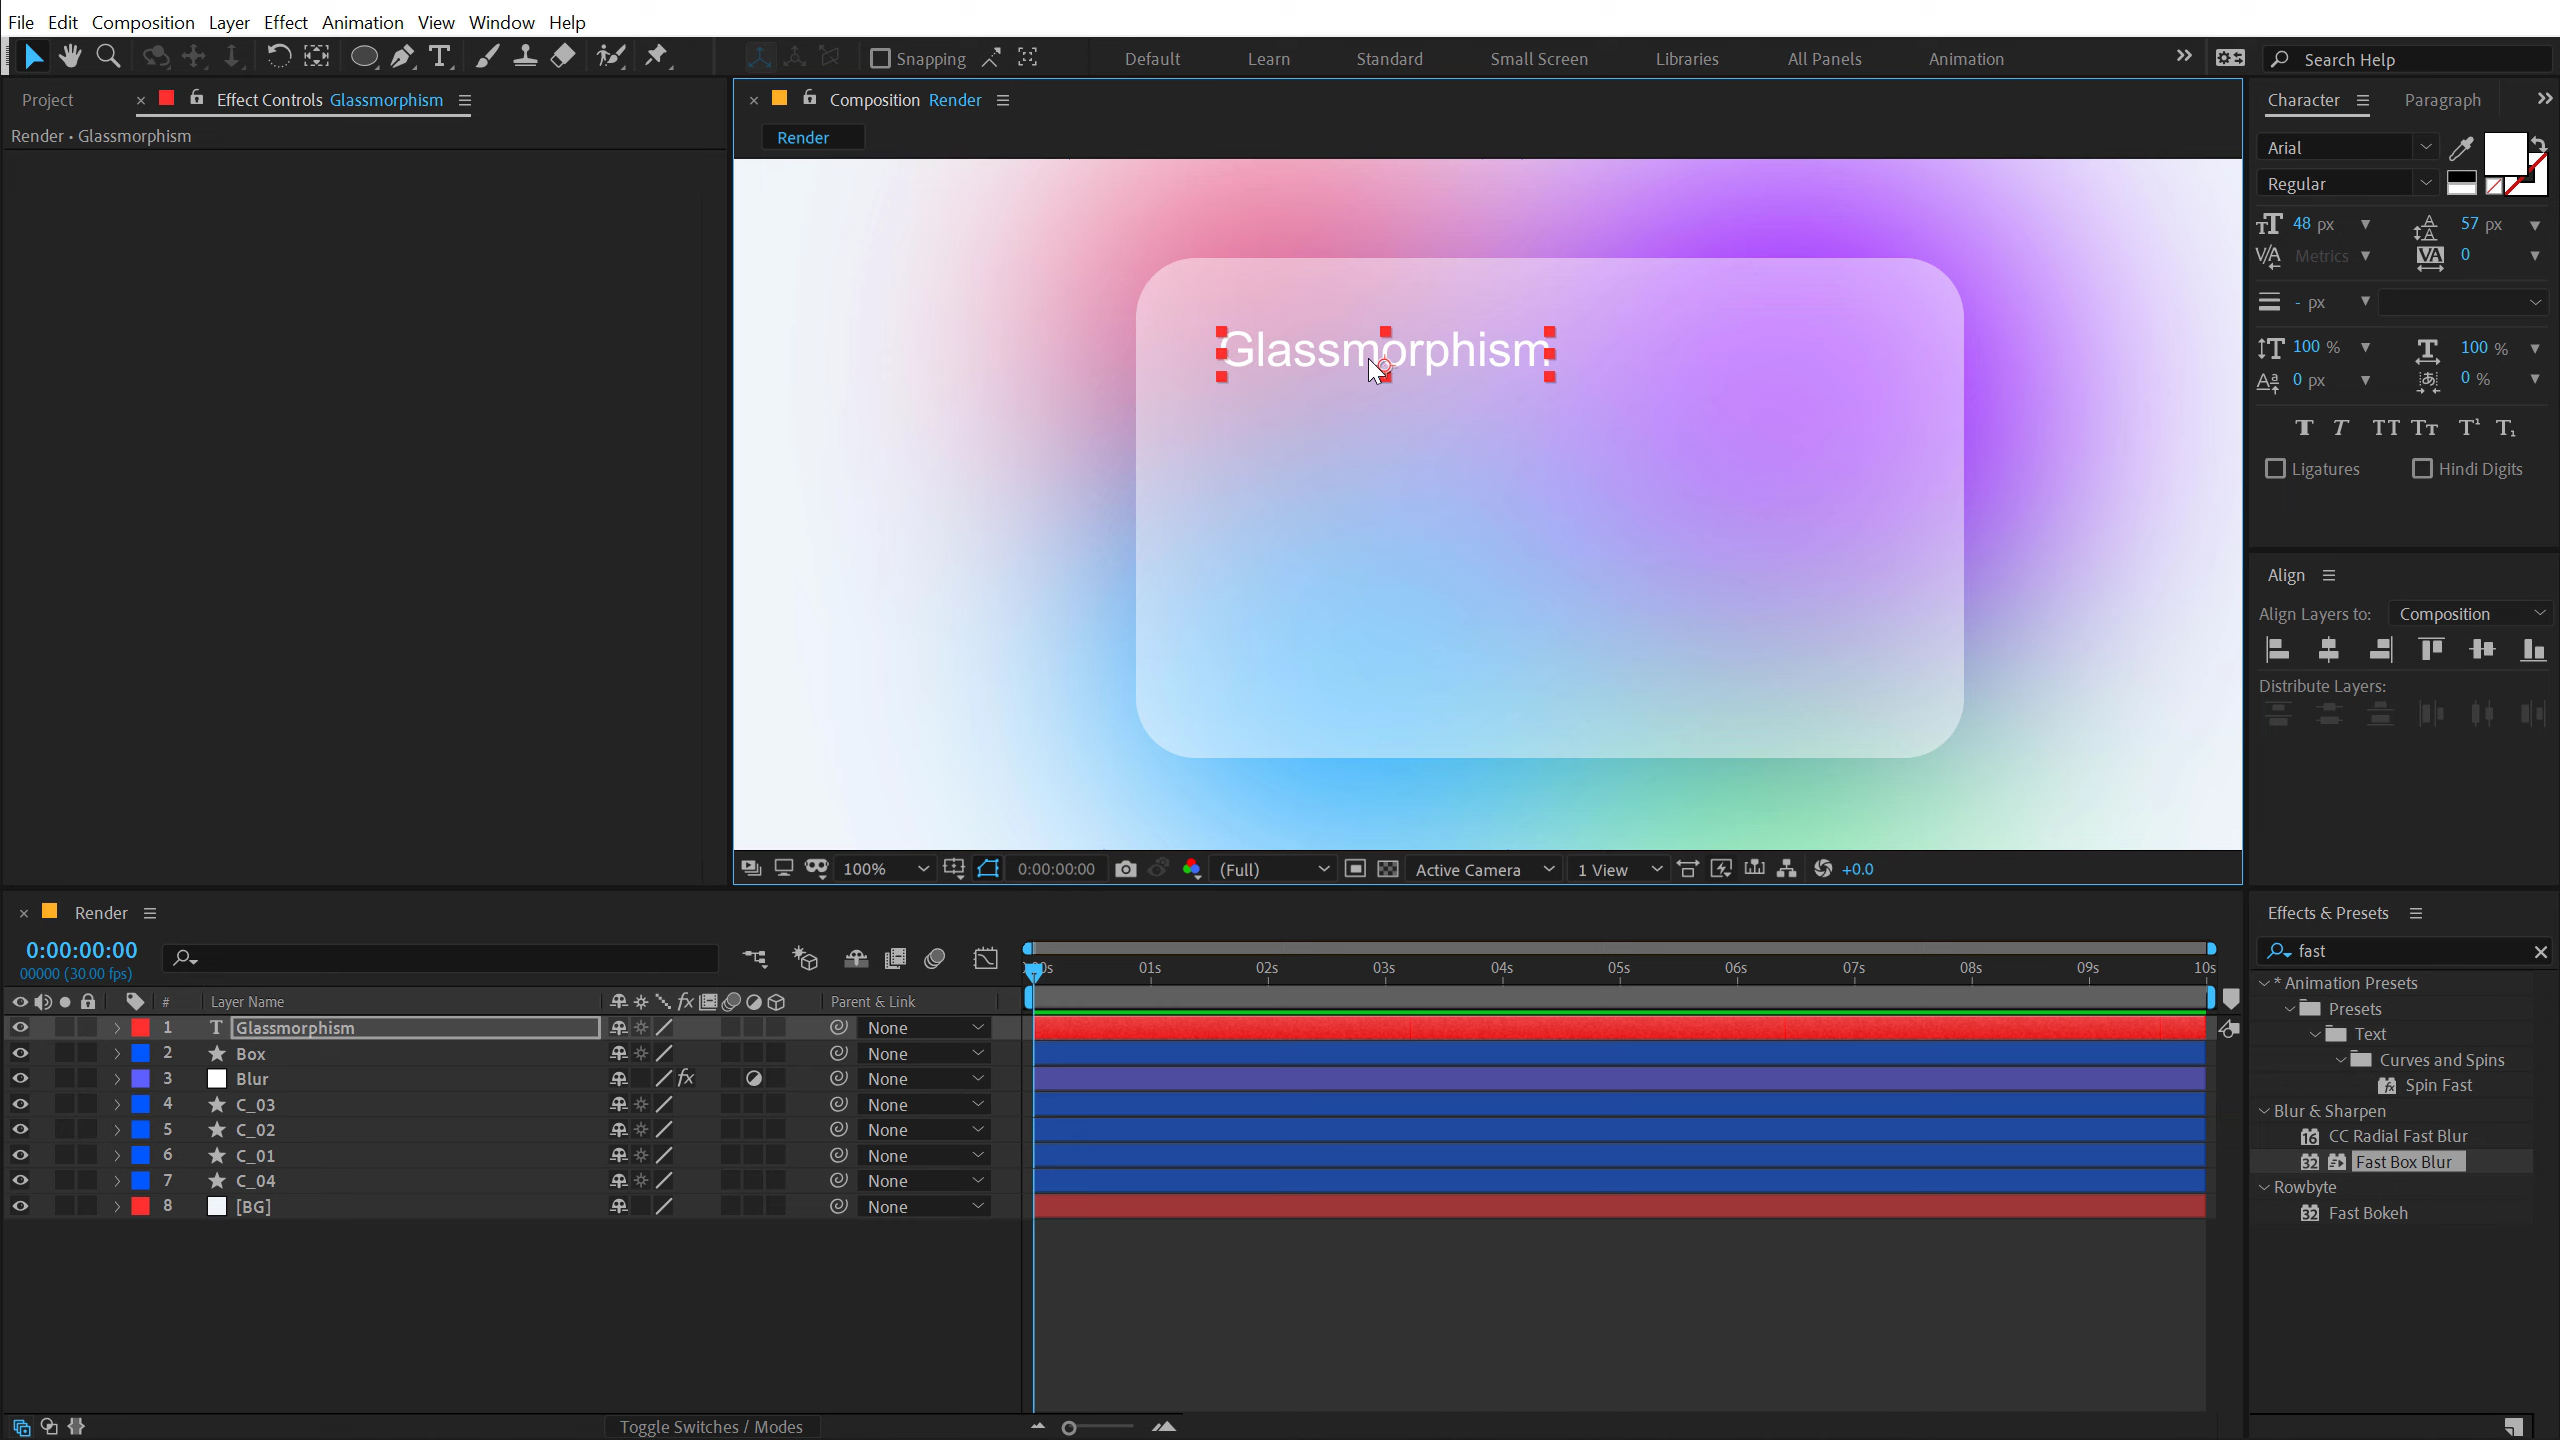 File Edit Composition Layer Effect Animation View Window Help
Snapping Default Learn Standard Small Screen Libraries All Panels Animation Search Help
Project Effect Controls Glassmorphism
Render • Glassmorphism
Composition Render
Render
Glassmorphism
100% 0:00:00:00 (Full) Active Camera 1 View +0.0
Character Paragraph
Arial
Regular
48 px 57 px
Metrics 0
- px
100 % 100 %
0 px 0 %
Ligatures Hindi Digits
Align
Align Layers to: Composition
Distribute Layers:
Render
0:00:00:00
00000 (30.00 fps)
01s 02s 03s 04s 05s 06s 07s 08s 09s 10s
# Layer Name Parent & Link
1 Glassmorphism None
2 Box None
3 Blur None
4 C_03 None
5 C_02 None
6 C_01 None
7 C_04 None
8 [BG] None
Toggle Switches / Modes
Effects & Presets
fast
* Animation Presets
Presets
Text
Curves and Spins
Spin Fast
Blur & Sharpen
16 CC Radial Fast Blur
32 Fast Box Blur
Rowbyte
32 Fast Bokeh